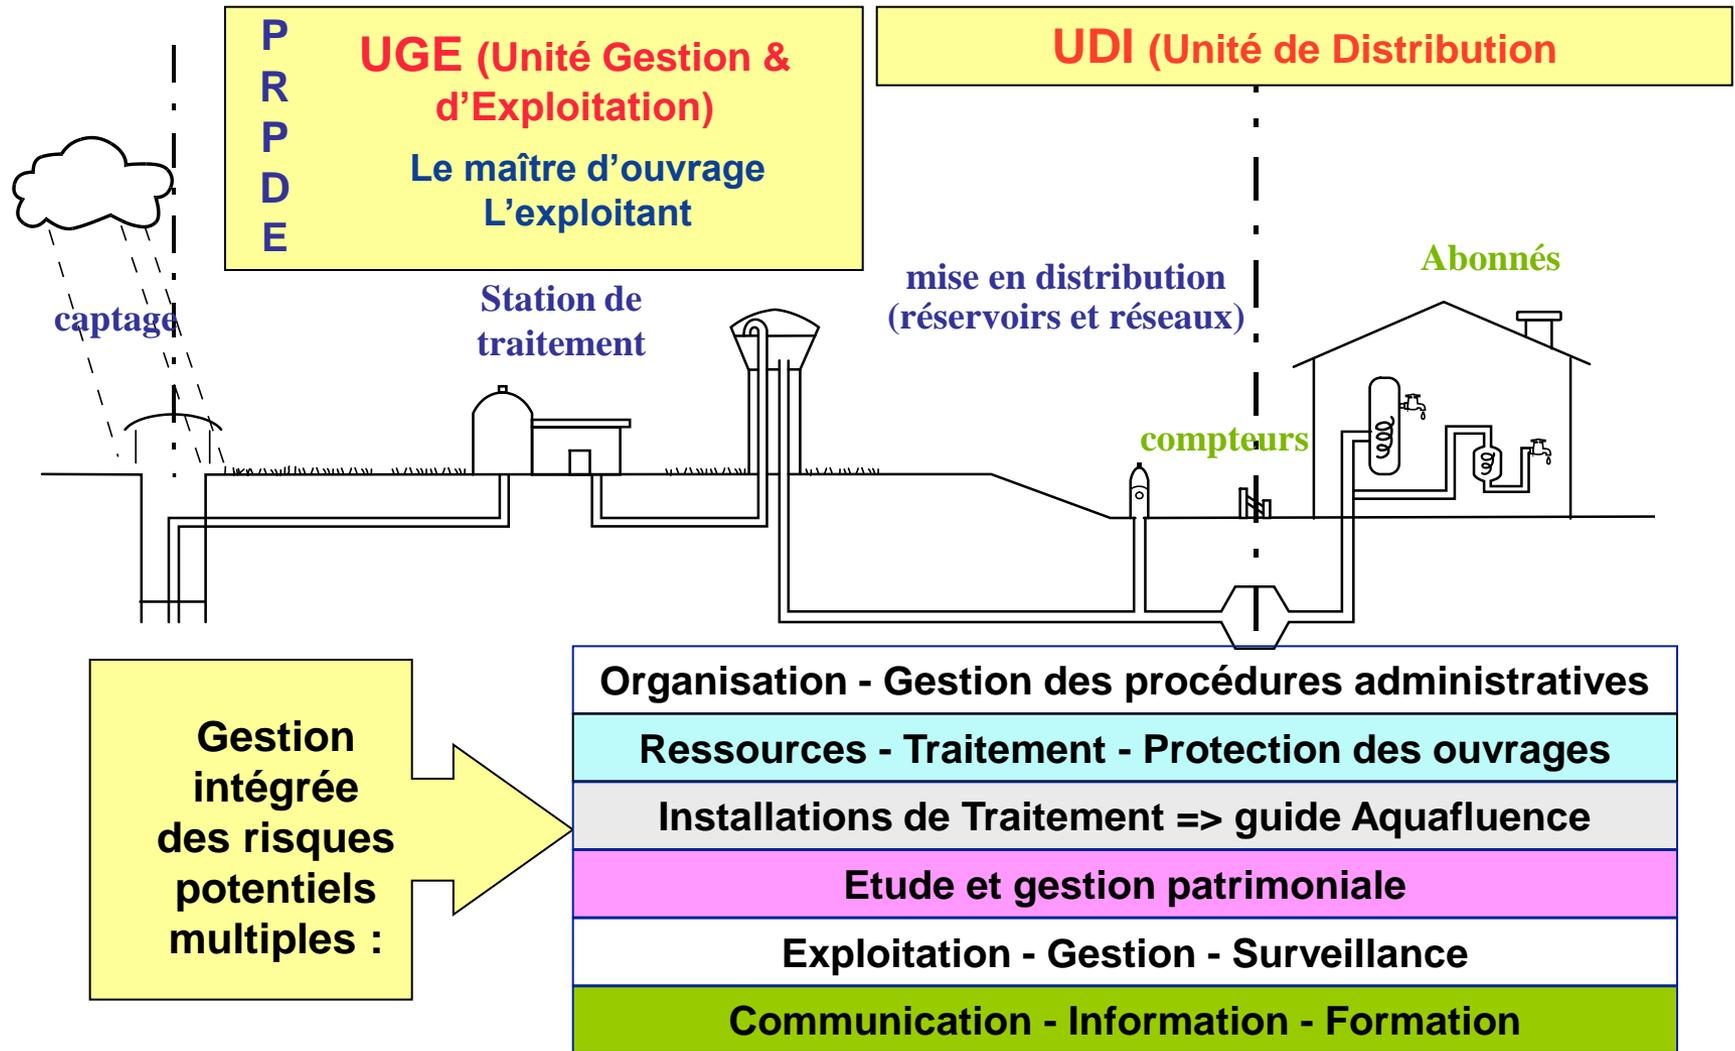 P
R
P
D
E
UGE (Unité Gestion &
d’Exploitation)
Le maître d’ouvrage
L’exploitant
UDI (Unité de Distribution
captage
Station de
traitement
mise en distribution
(réservoirs et réseaux)
Abonnés
compteurs
Gestion
intégrée
des risques
potentiels
multiples :
Organisation - Gestion des procédures administratives
Ressources - Traitement - Protection des ouvrages
Installations de Traitement => guide Aquafluence
Etude et gestion patrimoniale
Exploitation - Gestion - Surveillance
Communication - Information - Formation